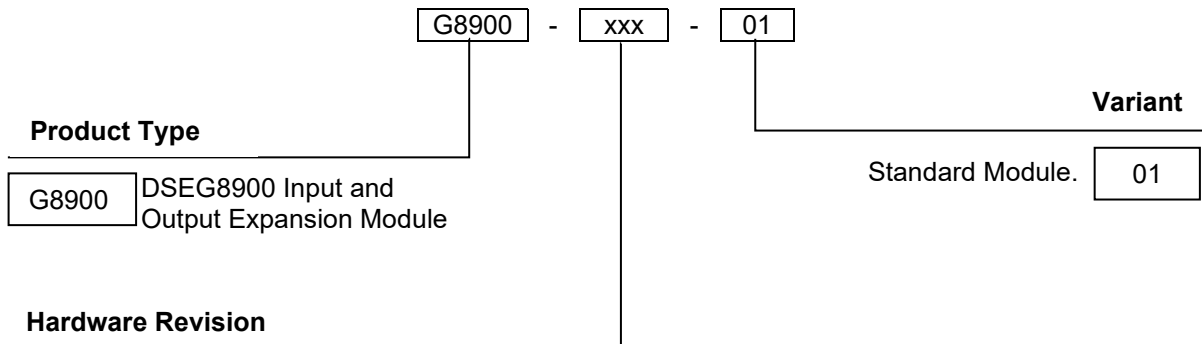 G8900 - xxx - 01
Variant
Product Type
Standard Module. 01
G8900 DSEG8900 Input and
Output Expansion Module
Hardware Revision